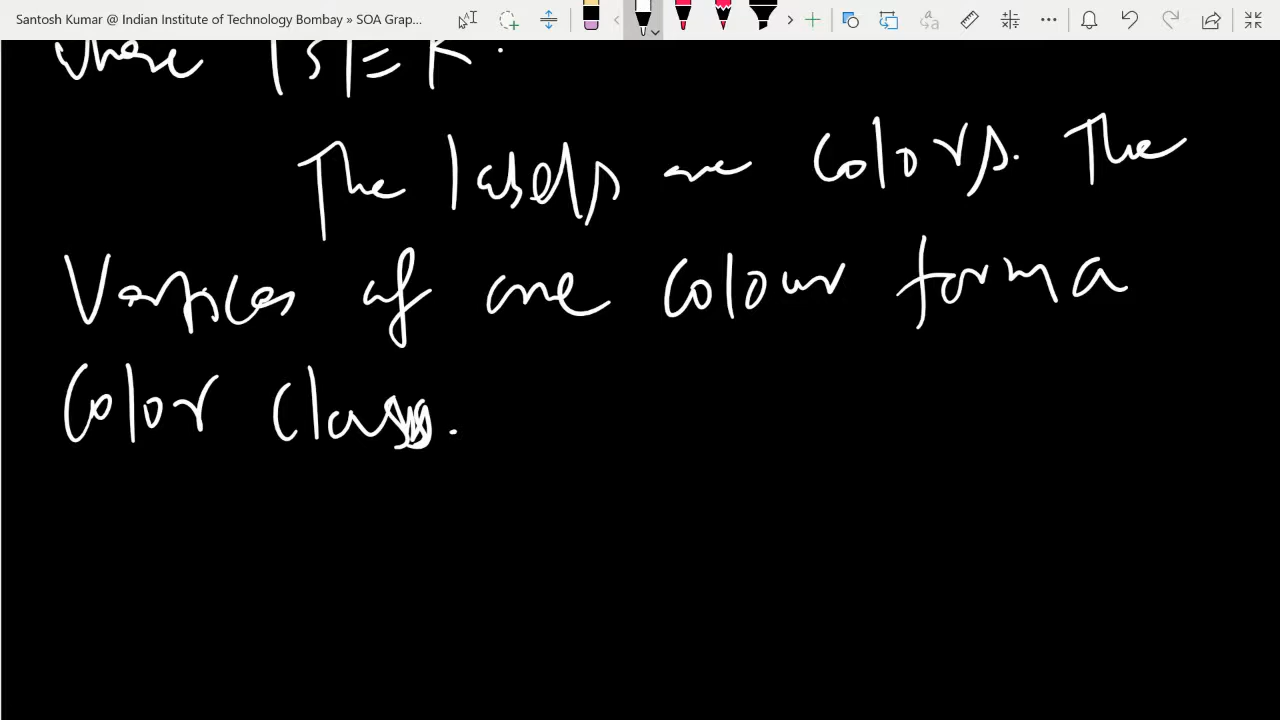 Santosh Kumar @ Indian Institute of Technology Bombay » SOA Grap...
where |S|= K.
The labels are colors. The
Vertices of one colour form a
Color class.